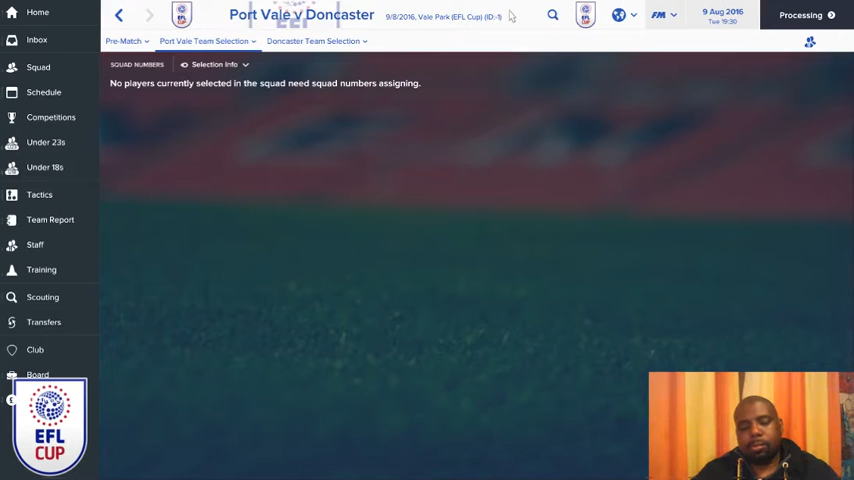 Home
Port Vale v Doncaster
9/8/2016, Vale Park (EFL Cup) (ID:-1)
FM
9 Aug 2016
Tue 19:30
Processing
Inbox
Pre-Match
Port Vale Team Selection
Doncaster Team Selection
Squad
SQUAD NUMBERS
Selection Info
No players currently selected in the squad need squad numbers assigning.
Schedule
Competitions
Under 23s
Under 18s
Tactics
Team Report
Staff
Training
Scouting
Transfers
Club
Board
EFL
CUP